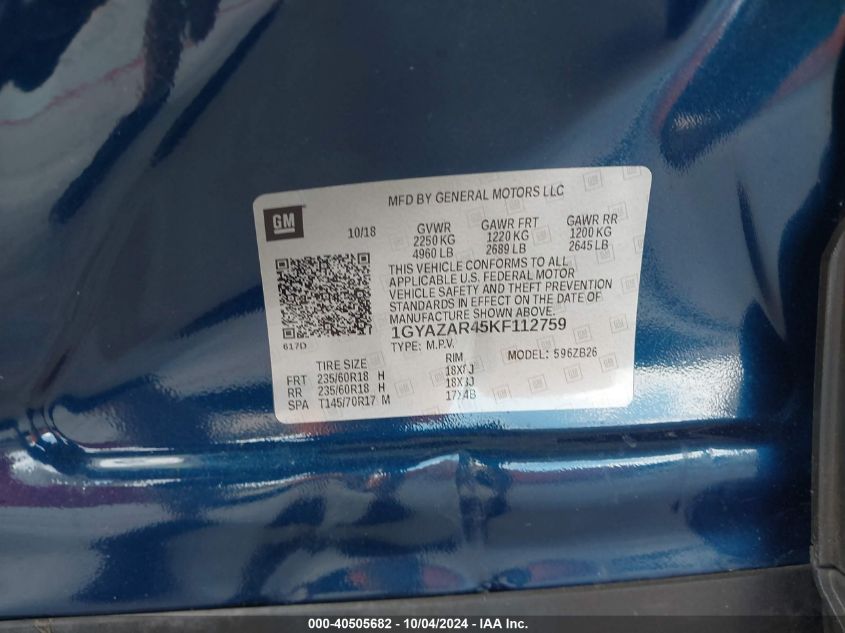 MFD BY GENERAL MOTORS LLC
GM
10/18 GVWR GAWR FRT GAWR RR
2250 KG 1220 KG 1200 KG
4960 LB 2689 LB 2645 LB
THIS VEHICLE CONFORMS TO ALL
APPLICABLE U.S. FEDERAL MOTOR
VEHICLE SAFETY AND THEFT PREVENTION
STANDARDS IN EFFECT ON THE DATE OF
MANUFACTURE SHOWN ABOVE.
617D
1GYAZAR45KF112759
TYPE: M.P.V. MODEL: 596ZB26
TIRE SIZE RIM
FRT 235/60R18 H 18X8J
RR 235/60R18 H 18X8J
SPA T145/70R17 M 17X4B
000-40505682 - 10/04/2024 - IAA Inc.